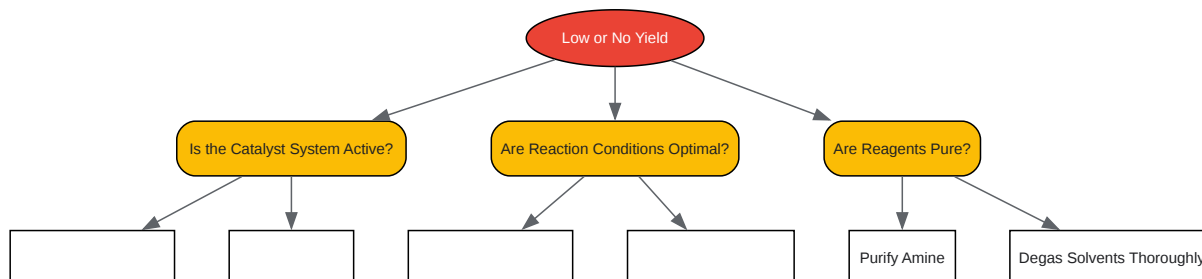 Low or No Yield
Is the Catalyst System Active?
Are Reaction Conditions Optimal?
Are Reagents Pure?
Purify Amine
Degas Solvents Thoroughly